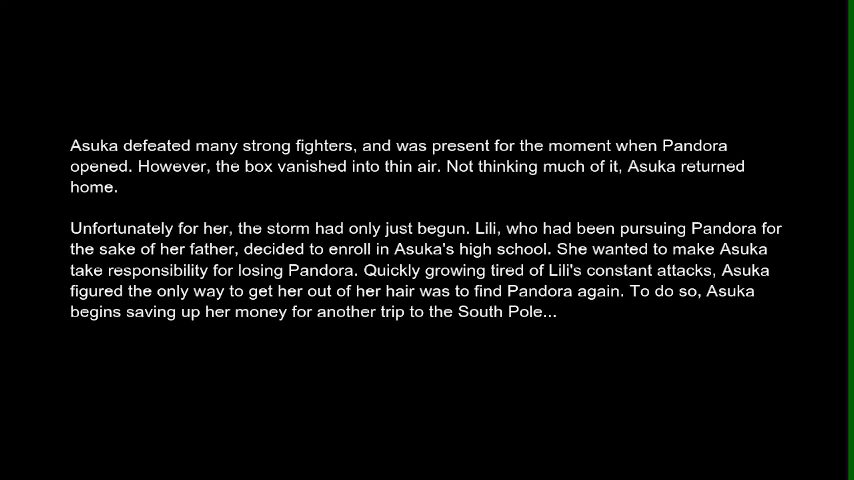 Asuka defeated many strong fighters, and was present for the moment when Pandora
opened. However, the box vanished into thin air. Not thinking much of it, Asuka returned
home.
Unfortunately for her, the storm had only just begun. Lili, who had been pursuing Pandora for
the sake of her father, decided to enroll in Asuka's high school. She wanted to make Asuka
take responsibility for losing Pandora. Quickly growing tired of Lili's constant attacks, Asuka
figured the only way to get her out of her hair was to find Pandora again. To do so, Asuka
begins saving up her money for another trip to the South Pole...